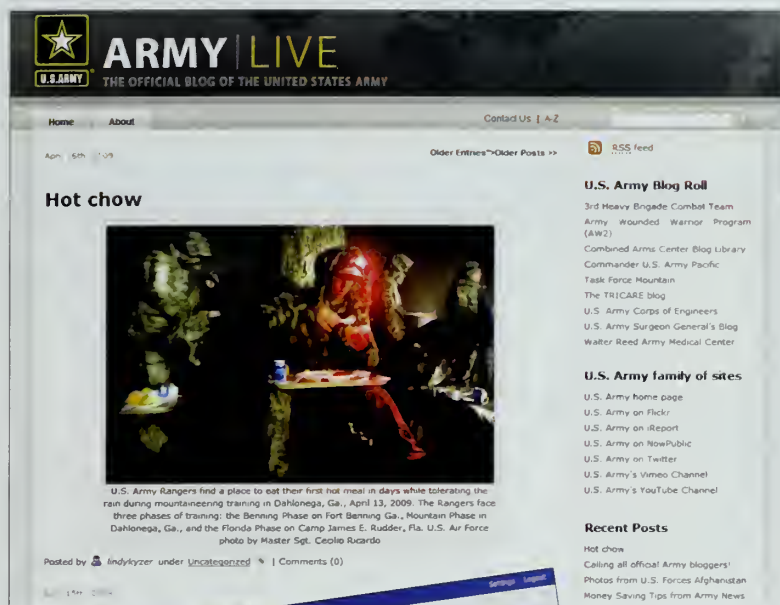 U.S.ARMY
ARMY LIVE
THE OFFICIAL BLOG OF THE UNITED STATES ARMY
Home About Contact Us | A-Z
Older Entries">Older Posts >>
RSS feed
Hot chow
U.S. Army Rangers find a place to eat their first hot meal in days while tolerating the
rain during mountaineering training in Dahlonega, Ga., April 13, 2009. The Rangers face
three phases of training: the Benning Phase on Fort Benning Ga., Mountain Phase in
Dahlonega, Ga., and the Florida Phase on Camp James E. Rudder, Fla. U.S. Air Force
photo by Master Sgt. Cecilio Ricardo
Posted by lindykyzer under Uncategorized | Comments (0)
Settings Logout
U.S. Army Blog Roll
3rd Heavy Brigade Combat Team
Army Wounded Warrior Program
(AW2)
Combined Arms Center Blog Library
Commander U.S. Army Pacific
Task Force Mountain
The TRICARE blog
U.S. Army Corps of Engineers
U.S. Army Surgeon General's Blog
Walter Reed Army Medical Center
U.S. Army family of sites
U.S. Army home page
U.S. Army on Flickr
U.S. Army on iReport
U.S. Army on NowPublic
U.S. Army on Twitter
U.S. Army's Vimeo Channel
U.S. Army's YouTube Channel
Recent Posts
Hot chow
Calling all official Army bloggers!
Photos from U.S. Forces Afghanistan
Money Saving Tips from Army News